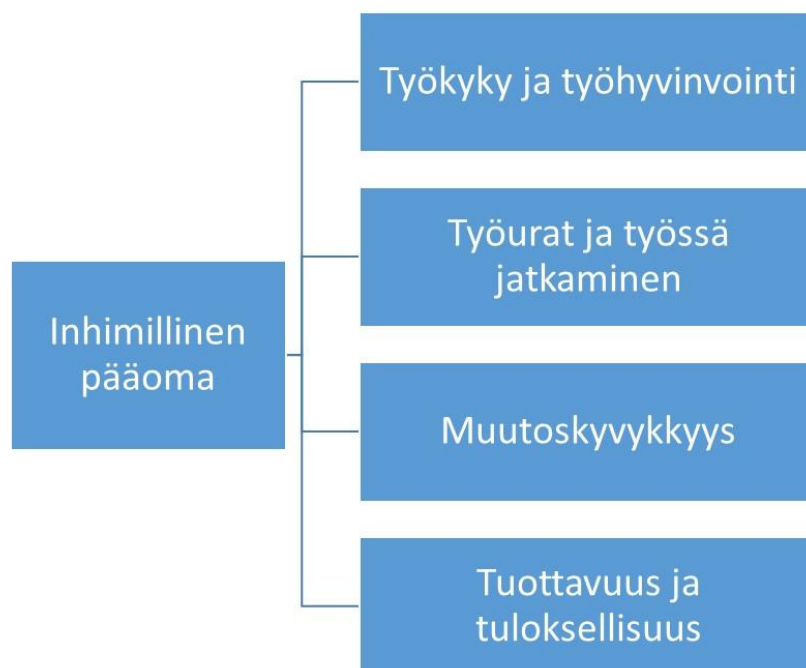 Inhimillinen
pääoma
Työkyky ja työhyvinvointi
Työurat ja työssä
jatkaminen
Muutoskyvykkyys
Tuottavuus ja
tuloksellisuus